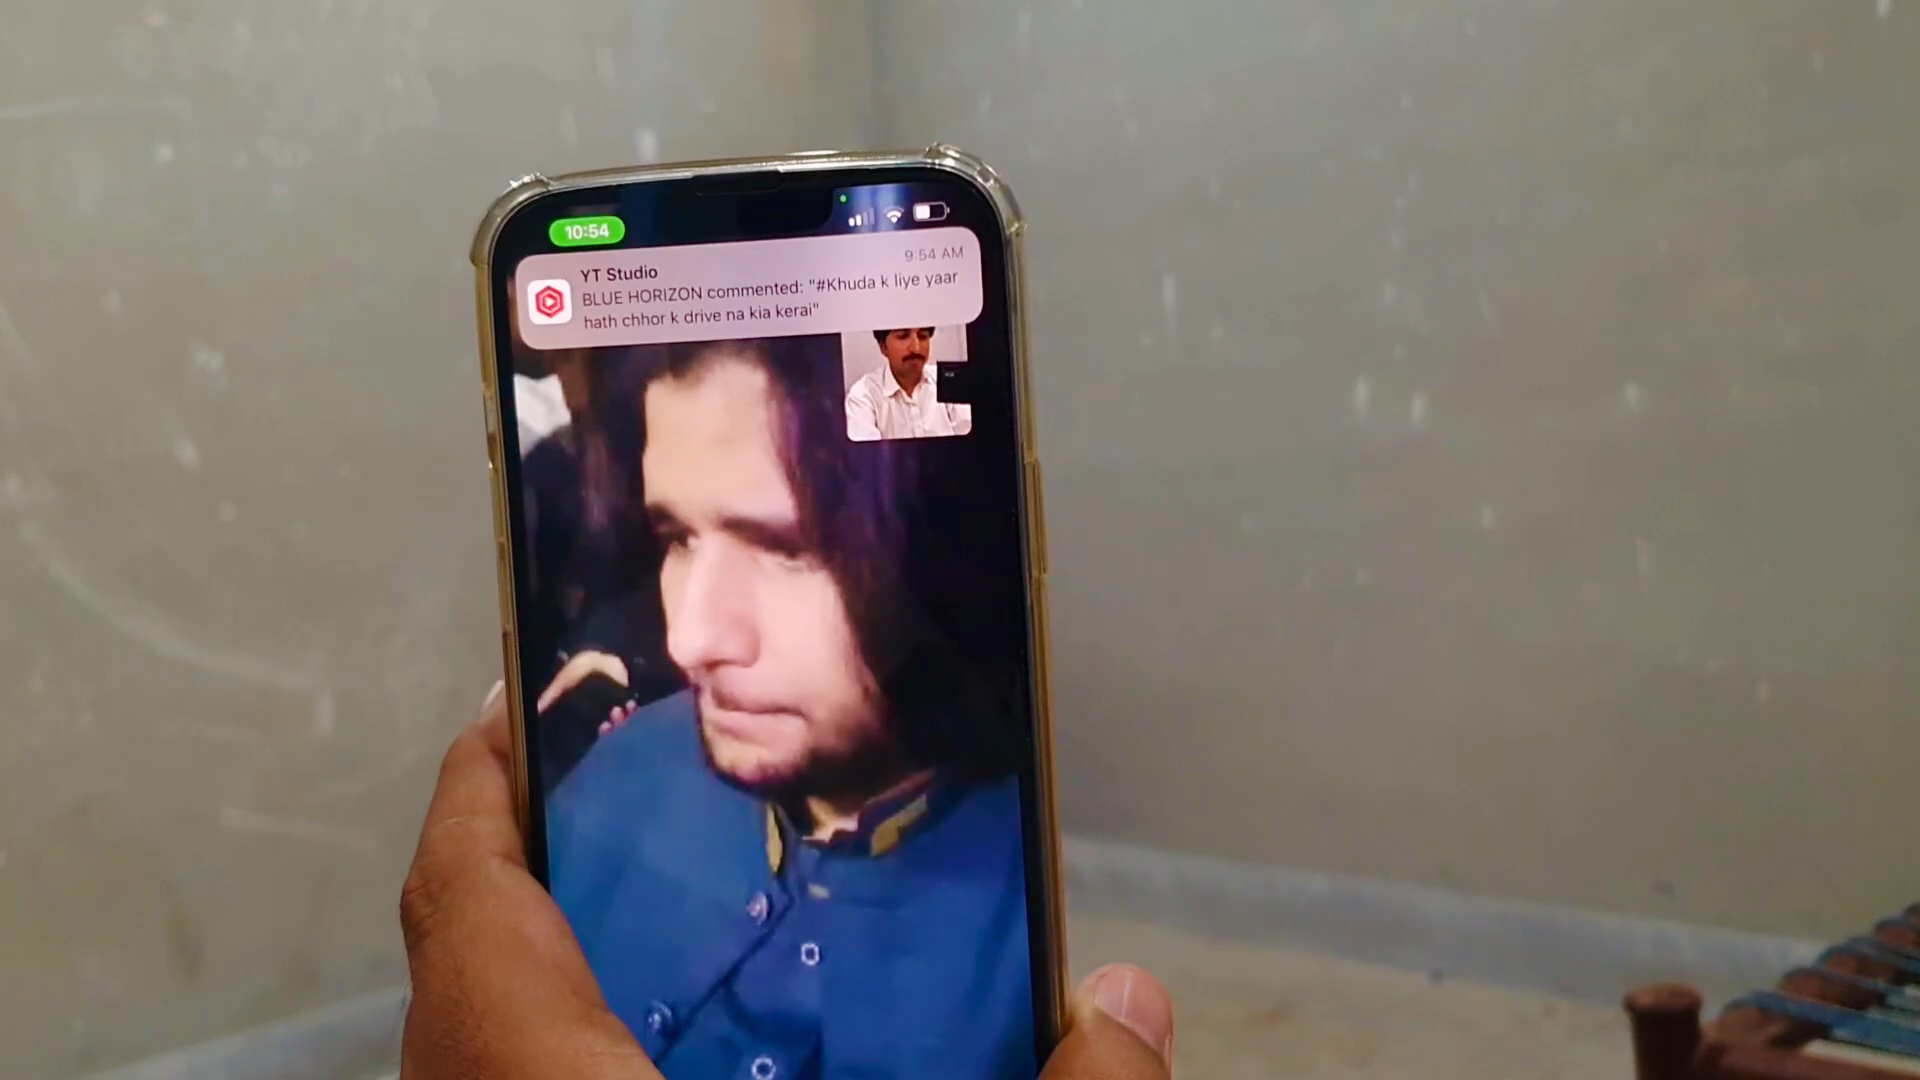 10:54
YT Studio
9:54 AM
BLUE HORIZON commented: "#Khuda k liye yaar
hath chhor k drive na kia kerai"